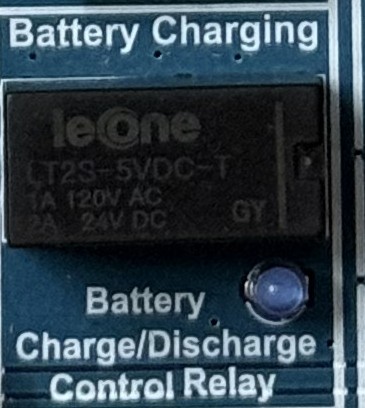 Battery Charging
leone
LT2S-5VDC-T
1A 120V AC
2A 24V DC
GY
Battery
Charge/Discharge
Control Relay